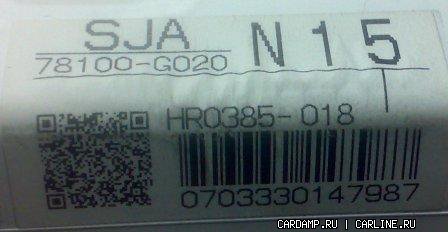 SJA N15
78100-G020
HR0385-018
0703330147987
CARDAMP.RU | CARLINE.RU